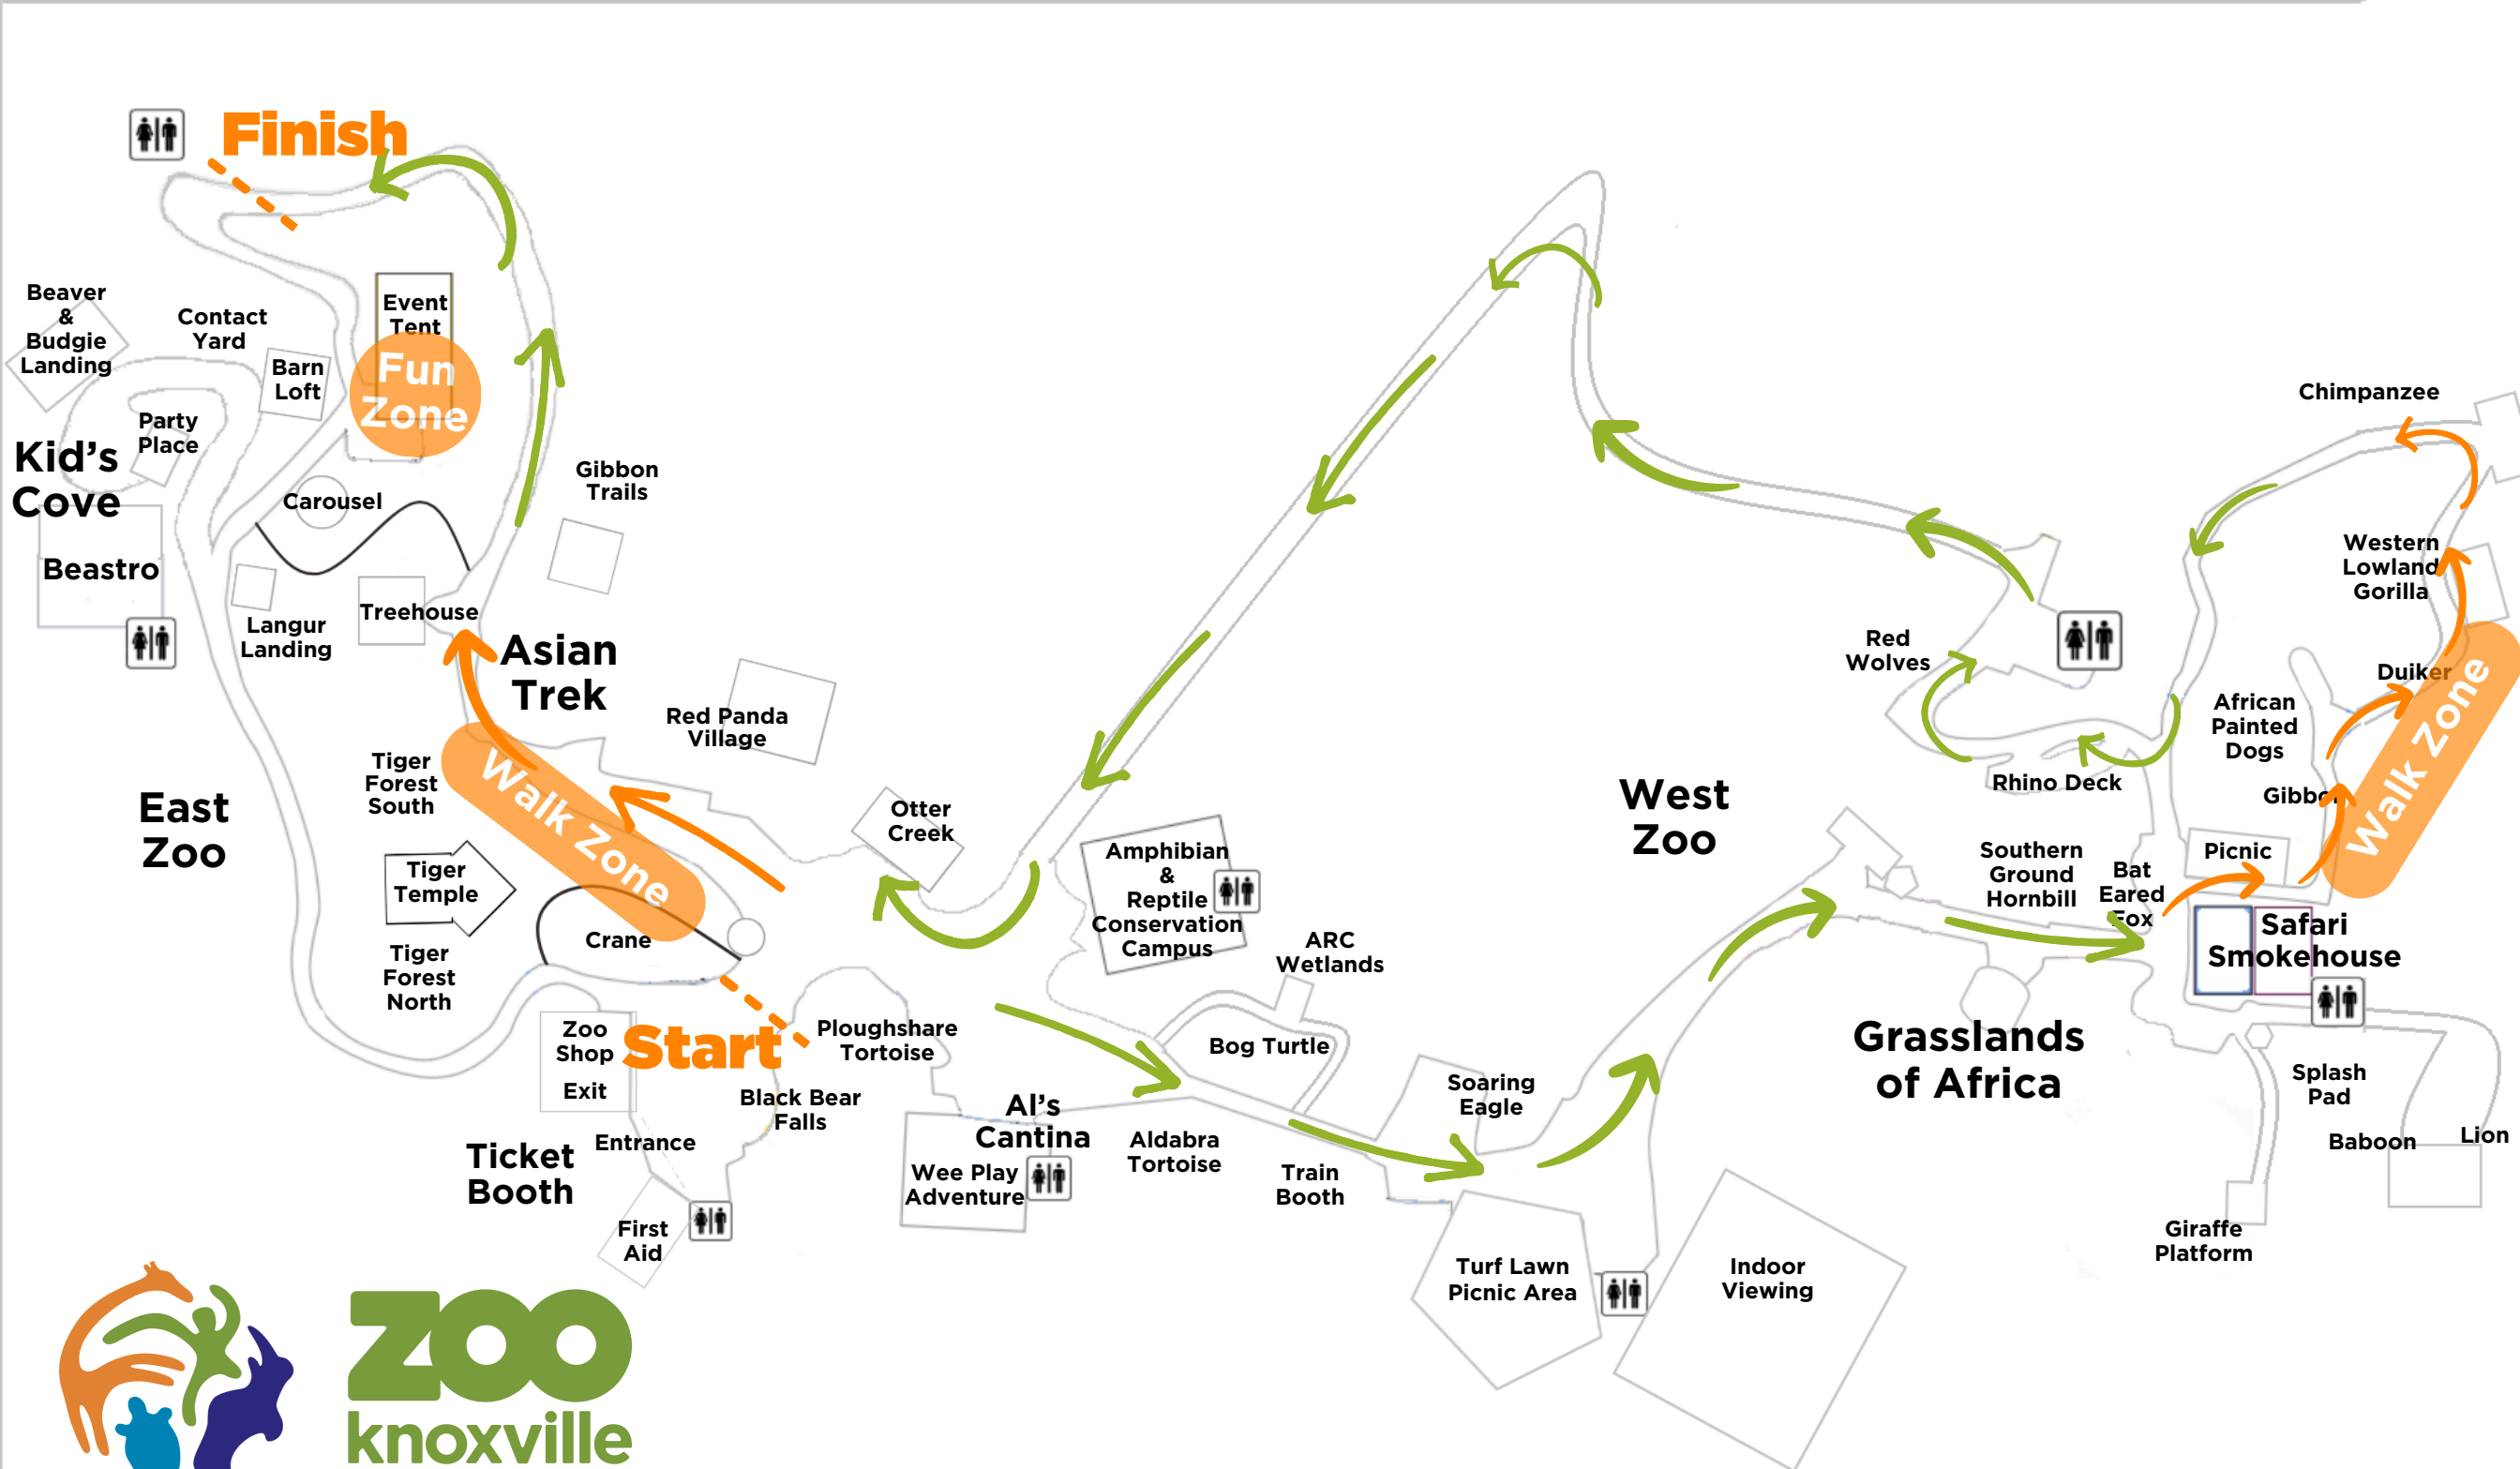 Finish
Beaver
&
Budgie
Landing
Contact
Yard
Barn
Loft
Event
Tent
Fun
Zone
Party
Place
Kid's
Cove
Carousel
Gibbon
Trails
Beastro
Langur
Landing
Treehouse
Asian
Trek
Red Panda
Village
Tiger
Forest
South
Walk Zone
East
Zoo
Tiger
Temple
Otter
Creek
Crane
Tiger
Forest
North
Zoo
Shop
Exit
Start
Ploughshare
Tortoise
Black Bear
Falls
Entrance
Ticket
Booth
First
Aid
Al's
Cantina
Wee Play
Adventure
Amphibian
&
Reptile
Conservation
Campus
ARC
Wetlands
Bog Turtle
Aldabra
Tortoise
Train
Booth
Soaring
Eagle
Turf Lawn
Picnic Area
Indoor
Viewing
West
Zoo
Grasslands
of Africa
Southern
Ground
Hornbill
Bat
Eared
Fox
Red
Wolves
Rhino Deck
Chimpanzee
Western
Lowland
Gorilla
Duiker
African
Painted
Dogs
Gibbon
Walk Zone
Picnic
Safari
Smokehouse
Splash
Pad
Baboon
Lion
Giraffe
Platform
zoo
knoxville